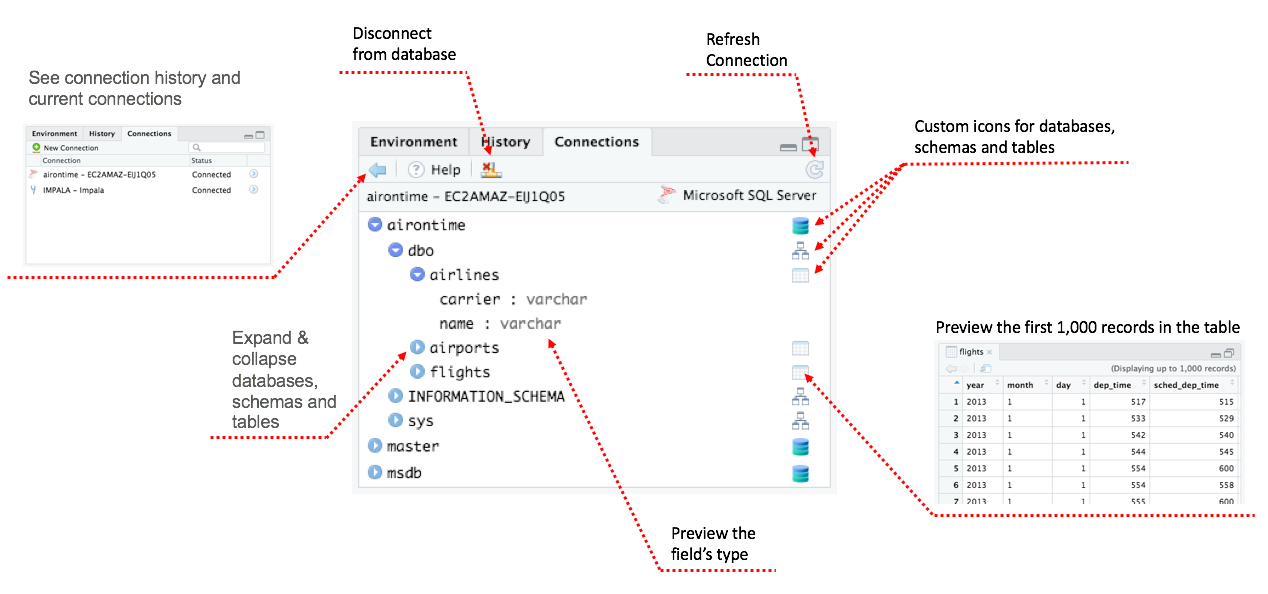 Disconnect
from database
Refresh
Connection
See connection history and
current connections
Environment History Connections
New Connection
Connection Status
airontime - EC2AMAZ-EIJ1Q05 Connected
IMPALA - Impala Connected
Environment History Connections
? Help
airontime - EC2AMAZ-EIJ1Q05 Microsoft SQL Server
airontime
dbo
airlines
carrier : varchar
name : varchar
airports
flights
INFORMATION_SCHEMA
sys
master
msdb
Custom icons for databases,
schemas and tables
Expand &
collapse
databases,
schemas and
tables
Preview the first 1,000 records in the table
flights
(Displaying up to 1,000 records)
year month day dep_time sched_dep_time
1 2013 1 1 517 515
2 2013 1 1 533 529
3 2013 1 1 542 540
4 2013 1 1 544 545
5 2013 1 1 554 600
6 2013 1 1 554 558
7 2013 1 1 555 600
Preview the
field's type